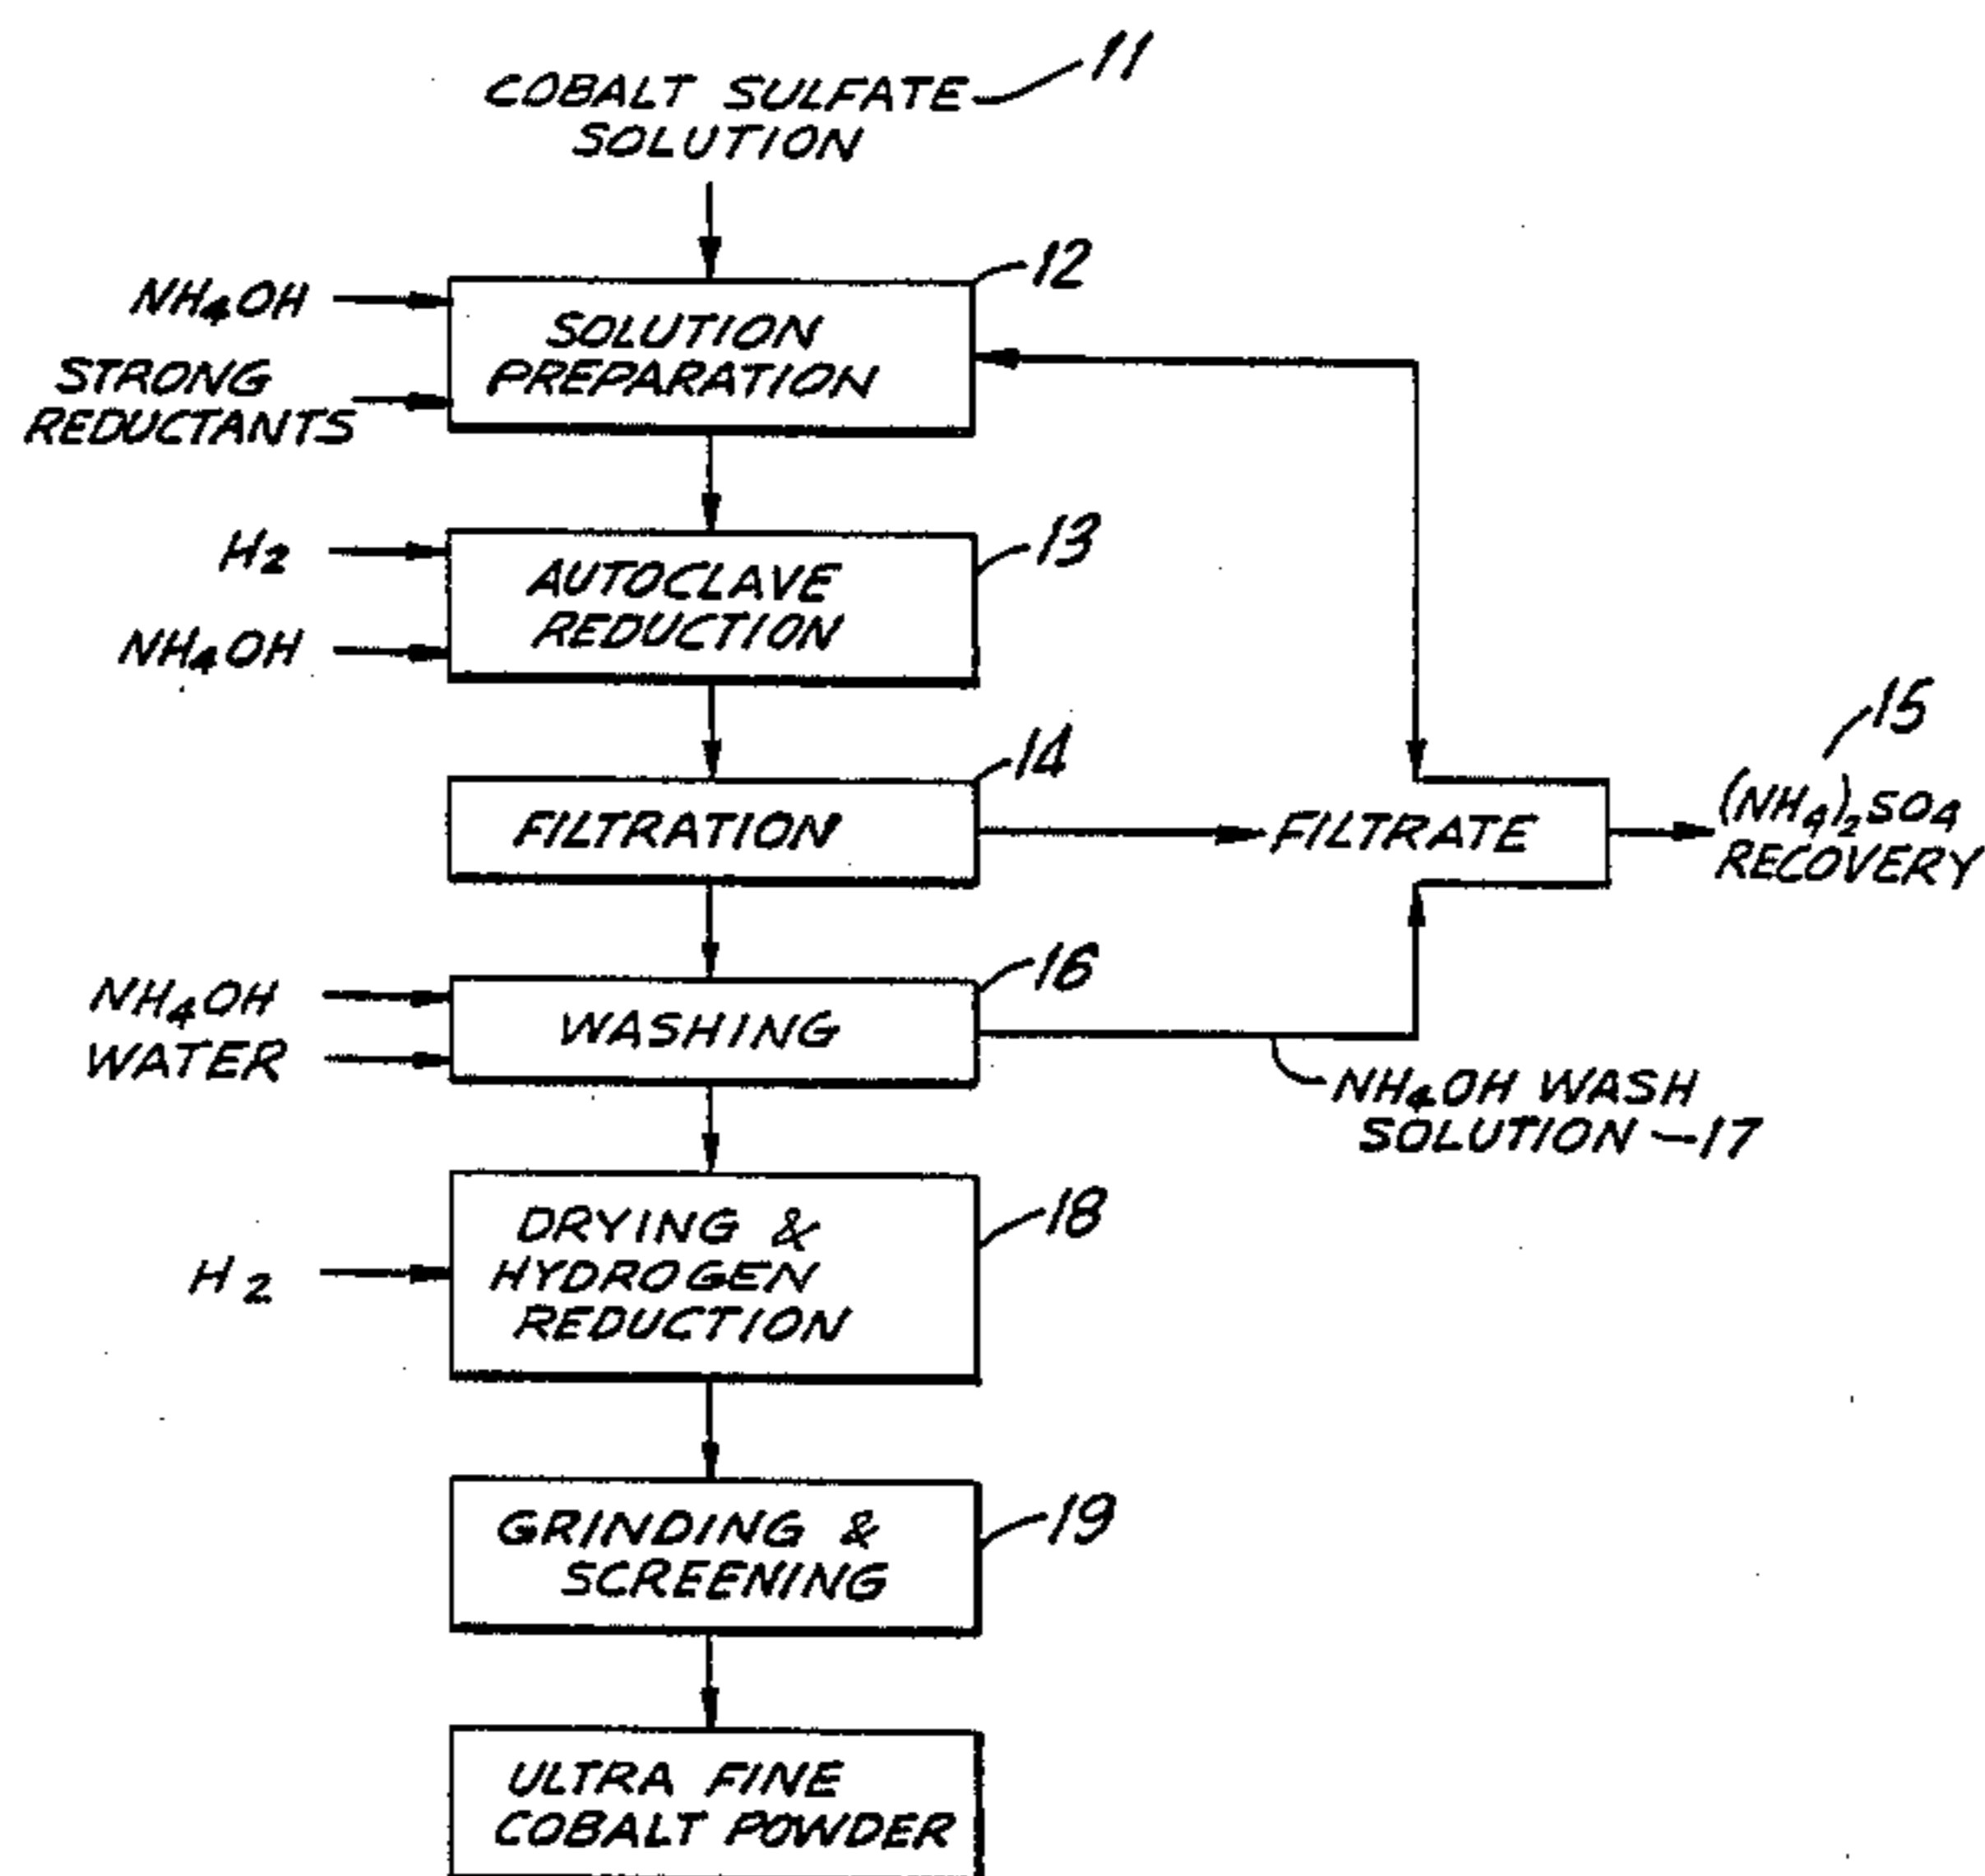 11
COBALT SULFATE
SOLUTION
12
NH4OH
SOLUTION
PREPARATION
STRONG
REDUCTANTS
13
H2
AUTOCLAVE
REDUCTION
NH4OH
14
15
FILTRATION
FILTRATE
(NH4)2SO4
RECOVERY
16
NH4OH
WASHING
WATER
NH4OH WASH
SOLUTION-17
18
DRYING &
HYDROGEN
REDUCTION
H2
19
GRINDING &
SCREENING
ULTRA FINE
COBALT POWDER